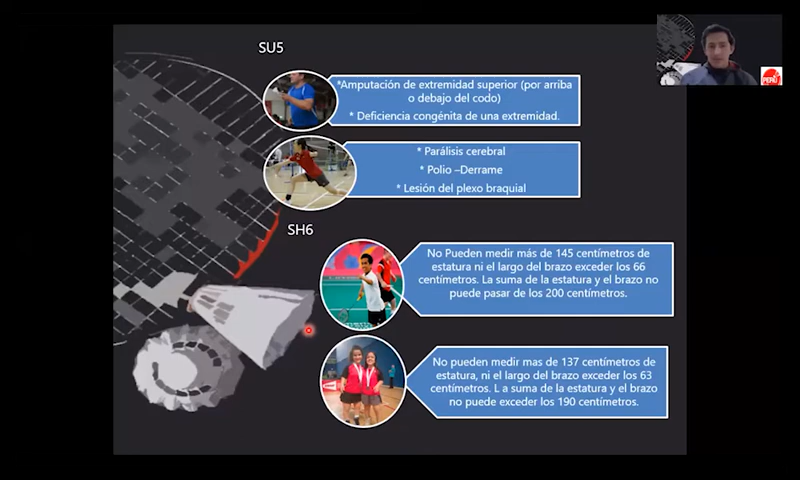 SU5
*Amputación de extremidad superior (por arriba
o debajo del codo)
* Deficiencia congénita de una extremidad.
* Parálisis cerebral
* Polio –Derrame
* Lesión del plexo braquial
SH6
No Pueden medir más de 145 centímetros de
estatura ni el largo del brazo exceder los 66
centímetros. La suma de la estatura y el brazo no
puede pasar de los 200 centímetros.
No pueden medir mas de 137 centímetros de
estatura, ni el largo del brazo exceder los 63
centímetros. L a suma de la estatura y el brazo
no puede exceder los 190 centímetros.
PERÚ